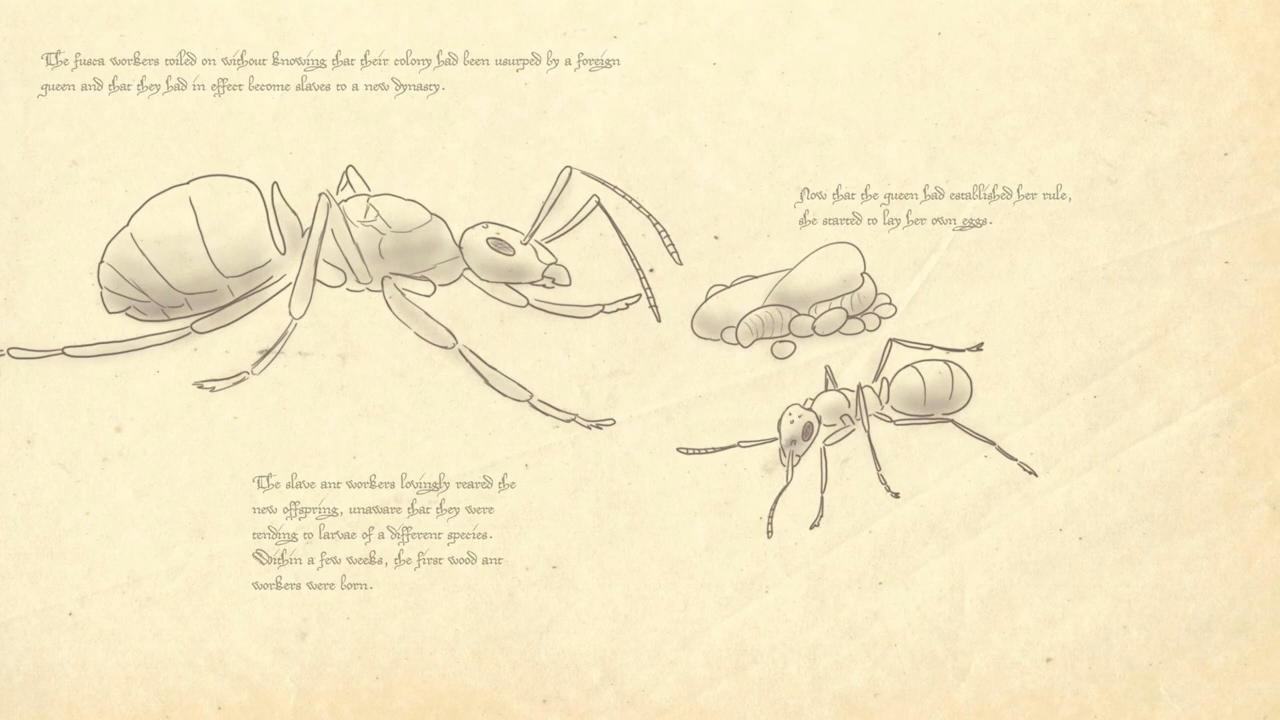 The fusca workers toiled on without knowing that their colony had been usurped by a foreign
queen and that they had in effect become slaves to a new dynasty.
Now that the queen had established her rule,
she started to lay her own eggs.
The slave ant workers lovingly reared the
new offspring, unaware that they were
tending to larvae of a different species.
Within a few weeks, the first wood ant
workers were born.